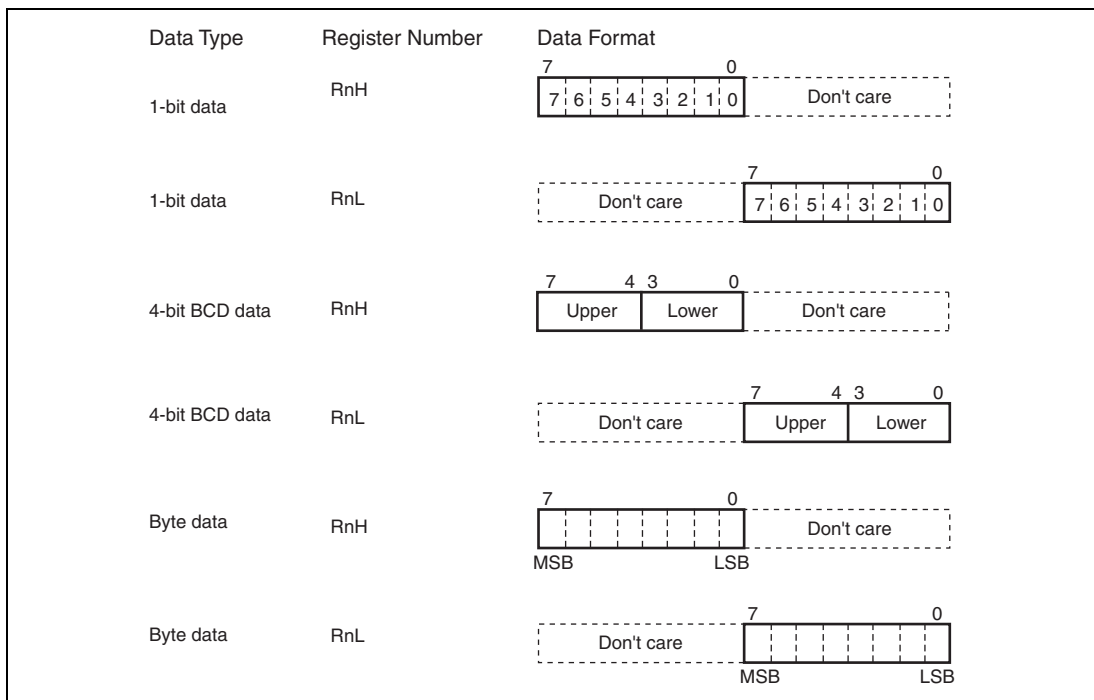 Data Type Register Number Data Format
7 0
1-bit data RnH 7 6 5 4 3 2 1 0 Don't care
7 0
1-bit data RnL Don't care 7 6 5 4 3 2 1 0
7 4 3 0
4-bit BCD data RnH Upper Lower Don't care
7 4 3 0
4-bit BCD data RnL Don't care Upper Lower
7 0
Byte data RnH Don't care
MSB LSB
7 0
Byte data RnL Don't care
MSB LSB